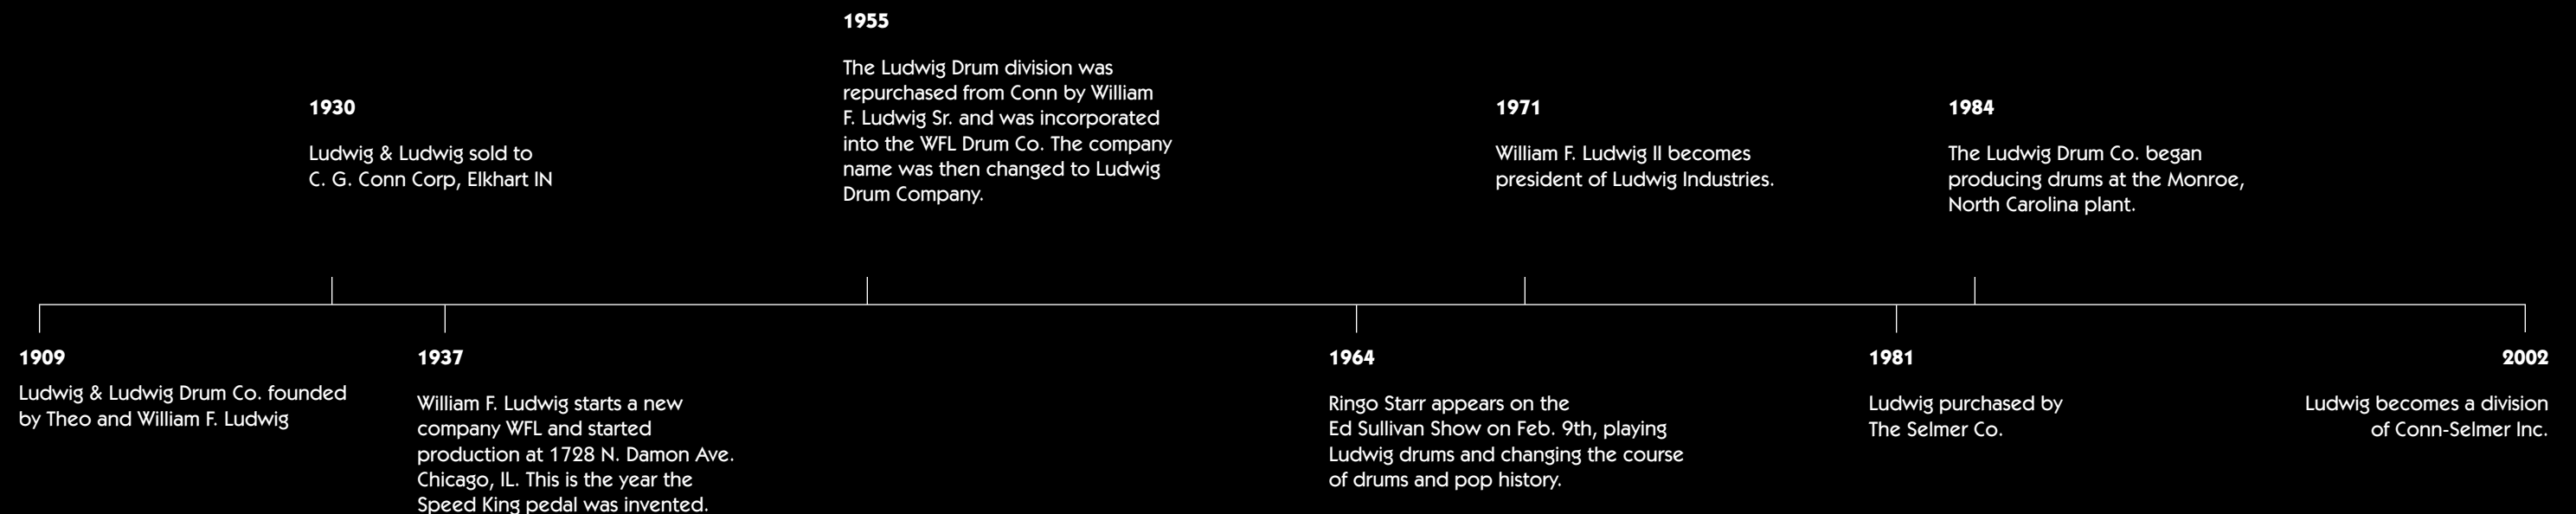 1955
The Ludwig Drum division was
repurchased from Conn by William
F. Ludwig Sr. and was incorporated
into the WFL Drum Co. The company
name was then changed to Ludwig
Drum Company.
1930
Ludwig & Ludwig sold to
C. G. Conn Corp, Elkhart IN
1971
William F. Ludwig II becomes
president of Ludwig Industries.
1984
The Ludwig Drum Co. began
producing drums at the Monroe,
North Carolina plant.
1909
Ludwig & Ludwig Drum Co. founded
by Theo and William F. Ludwig
1937
William F. Ludwig starts a new
company WFL and started
production at 1728 N. Damon Ave.
Chicago, IL. This is the year the
Speed King pedal was invented.
1964
Ringo Starr appears on the
Ed Sullivan Show on Feb. 9th, playing
Ludwig drums and changing the course
of drums and pop history.
1981
Ludwig purchased by
The Selmer Co.
2002
Ludwig becomes a division
of Conn-Selmer Inc.